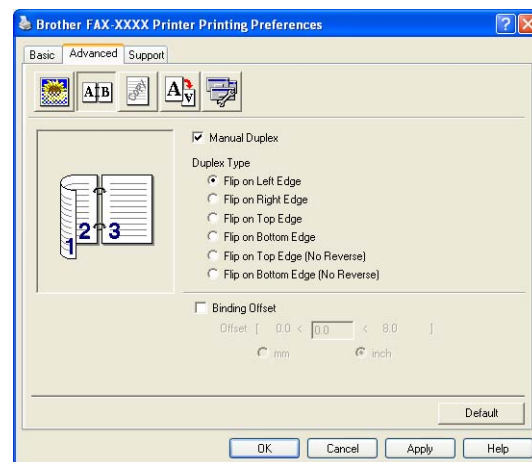 Brother FAX-XXXX Printer Printing Preferences
Basic Advanced Support
A B
Copy
A A
Manual Duplex
Duplex Type
Flip on Left Edge
Flip on Right Edge
Flip on Top Edge
Flip on Bottom Edge
Flip on Top Edge (No Reverse)
Flip on Bottom Edge (No Reverse)
1 2 3
Binding Offset
Offset [ 0.0 < 0.0 < 8.0 ]
mm inch
Default
OK Cancel Apply Help